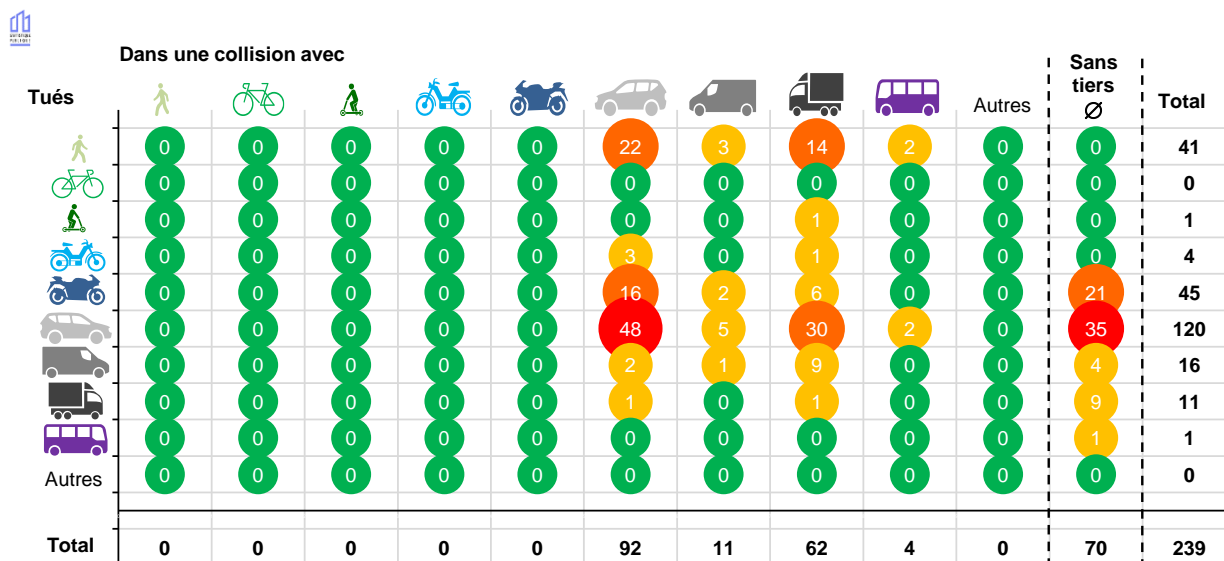 Dans une collision avec
Sans
tiers
Ø
Tués
Autres
Total
0 0 0 0 0 22 3 14 2 0 0 41
0 0 0 0 0 0 0 0 0 0 0 0
0 0 0 0 0 0 0 1 0 0 0 1
0 0 0 0 0 3 0 1 0 0 0 4
0 0 0 0 0 16 2 6 0 0 21 45
0 0 0 0 0 48 5 30 2 0 35 120
0 0 0 0 0 2 1 9 0 0 4 16
0 0 0 0 0 1 0 1 0 0 9 11
0 0 0 0 0 0 0 0 0 0 1 1
Autres 0 0 0 0 0 0 0 0 0 0 0 0
Total 0 0 0 0 0 92 11 62 4 0 70 239